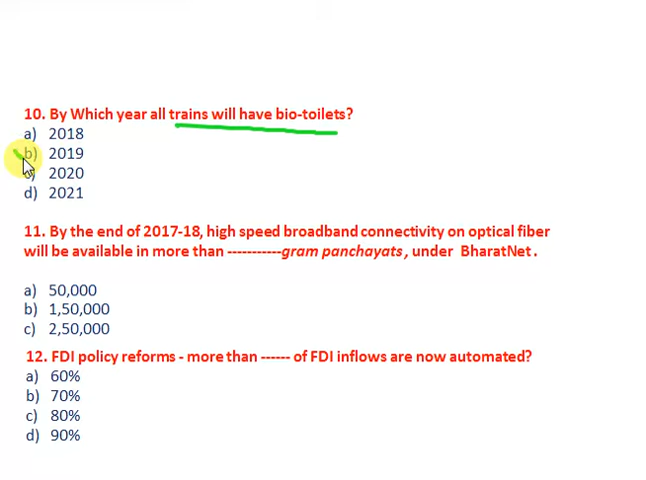 10. By Which year all trains will have bio-toilets?
a) 2018
b) 2019
c) 2020
d) 2021
11. By the end of 2017-18, high speed broadband connectivity on optical fiber
will be available in more than -----------gram panchayats, under BharatNet.
a) 50,000
b) 1,50,000
c) 2,50,000
12. FDI policy reforms - more than ------ of FDI inflows are now automated?
a) 60%
b) 70%
c) 80%
d) 90%